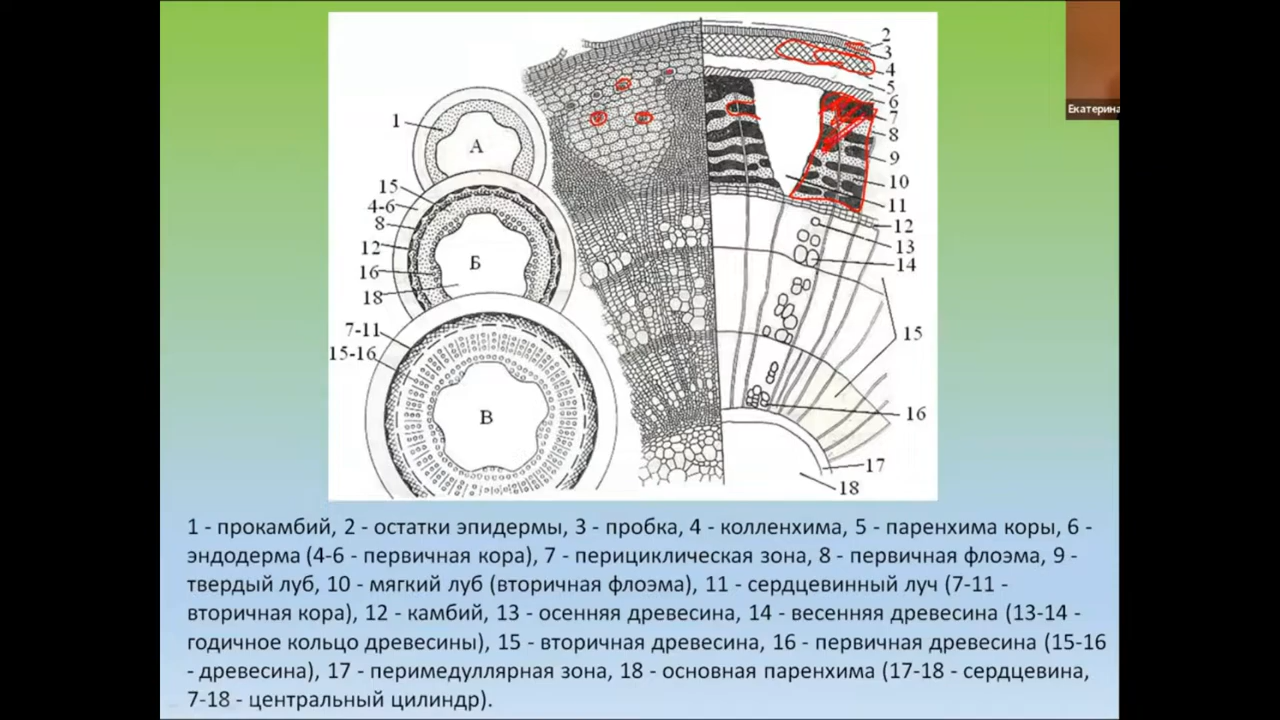 1
А
15
4-6
8
12
Б
16
18
7-11
15-16
В
2
3
4
5
6
7
8
9
10
11
12
13
14
15
16
17
18
Екатерина
1 - прокамбий, 2 - остатки эпидермы, 3 - пробка, 4 - колленхима, 5 - паренхима коры, 6 -
эндодерма (4-6 - первичная кора), 7 - перициклическая зона, 8 - первичная флоэма, 9 -
твердый луб, 10 - мягкий луб (вторичная флоэма), 11 - сердцевинный луч (7-11 -
вторичная кора), 12 - камбий, 13 - осенняя древесина, 14 - весенняя древесина (13-14 -
годичное кольцо древесины), 15 - вторичная древесина, 16 - первичная древесина (15-16
- древесина), 17 - перимедуллярная зона, 18 - основная паренхима (17-18 - сердцевина,
7-18 - центральный цилиндр).